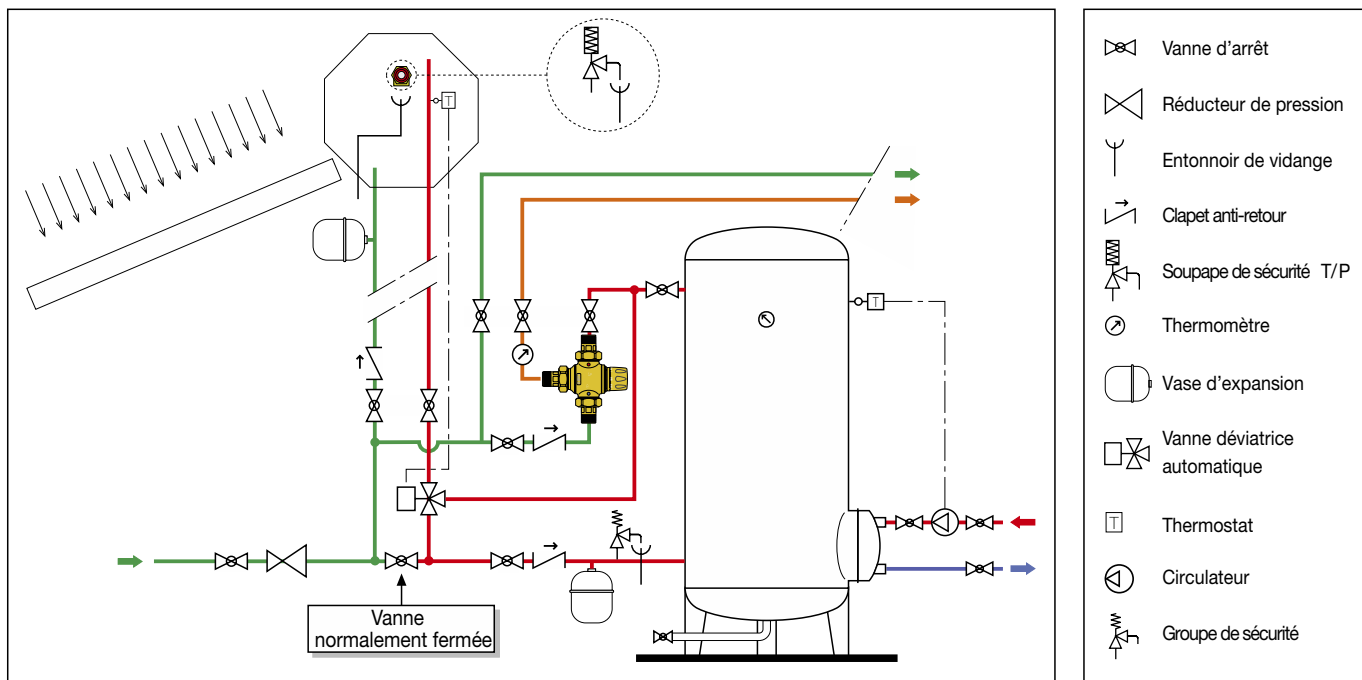 T
T
Vanne
normalement fermée
Vanne d'arrêt
Réducteur de pression
Entonnoir de vidange
Clapet anti-retour
Soupape de sécurité T/P
Thermomètre
Vase d'expansion
Vanne déviatrice
automatique
T
Thermostat
Circulateur
Groupe de sécurité